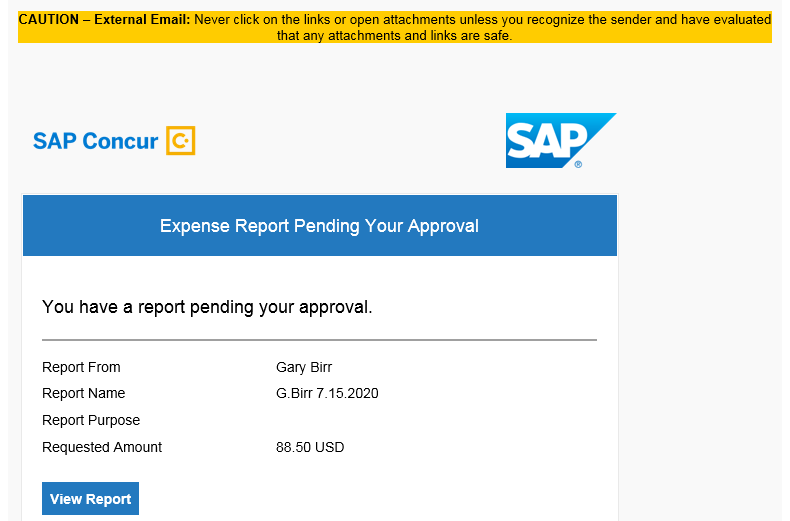 CAUTION – External Email: Never click on the links or open attachments unless you recognize the sender and have evaluated
that any attachments and links are safe.
SAP Concur C
SAP ®
Expense Report Pending Your Approval
You have a report pending your approval.
Report From Gary Birr
Report Name G.Birr 7.15.2020
Report Purpose
Requested Amount 88.50 USD
View Report